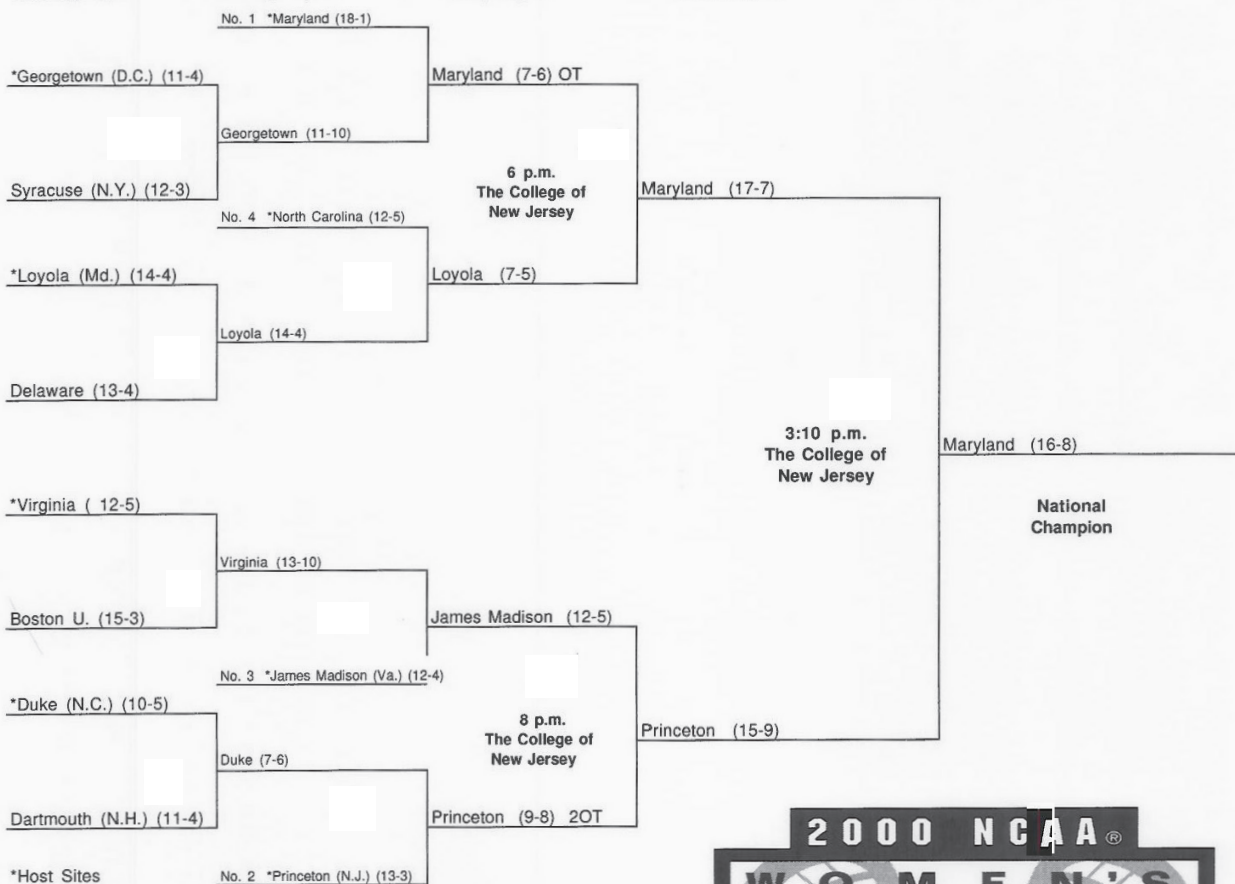 No. 1 *Maryland (18-1)
*Georgetown (D.C.) (11-4)
Maryland (7-6) OT
Georgetown (11-10)
6 p.m.
The College of
New Jersey
Syracuse (N.Y.) (12-3)
Maryland (17-7)
No. 4 *North Carolina (12-5)
*Loyola (Md.) (14-4)
Loyola (7-5)
Loyola (14-4)
Delaware (13-4)
3:10 p.m.
The College of
New Jersey
Maryland (16-8)
National
Champion
*Virginia ( 12-5)
Virginia (13-10)
Boston U. (15-3)
James Madison (12-5)
No. 3 *James Madison (Va.) (12-4)
*Duke (N.C.) (10-5)
8 p.m.
The College of
New Jersey
Princeton (15-9)
Duke (7-6)
Dartmouth (N.H.) (11-4)
Princeton (9-8) 2OT
*Host Sites
No. 2 *Princeton (N.J.) (13-3)
2000 NCAA®
WOMEN'S